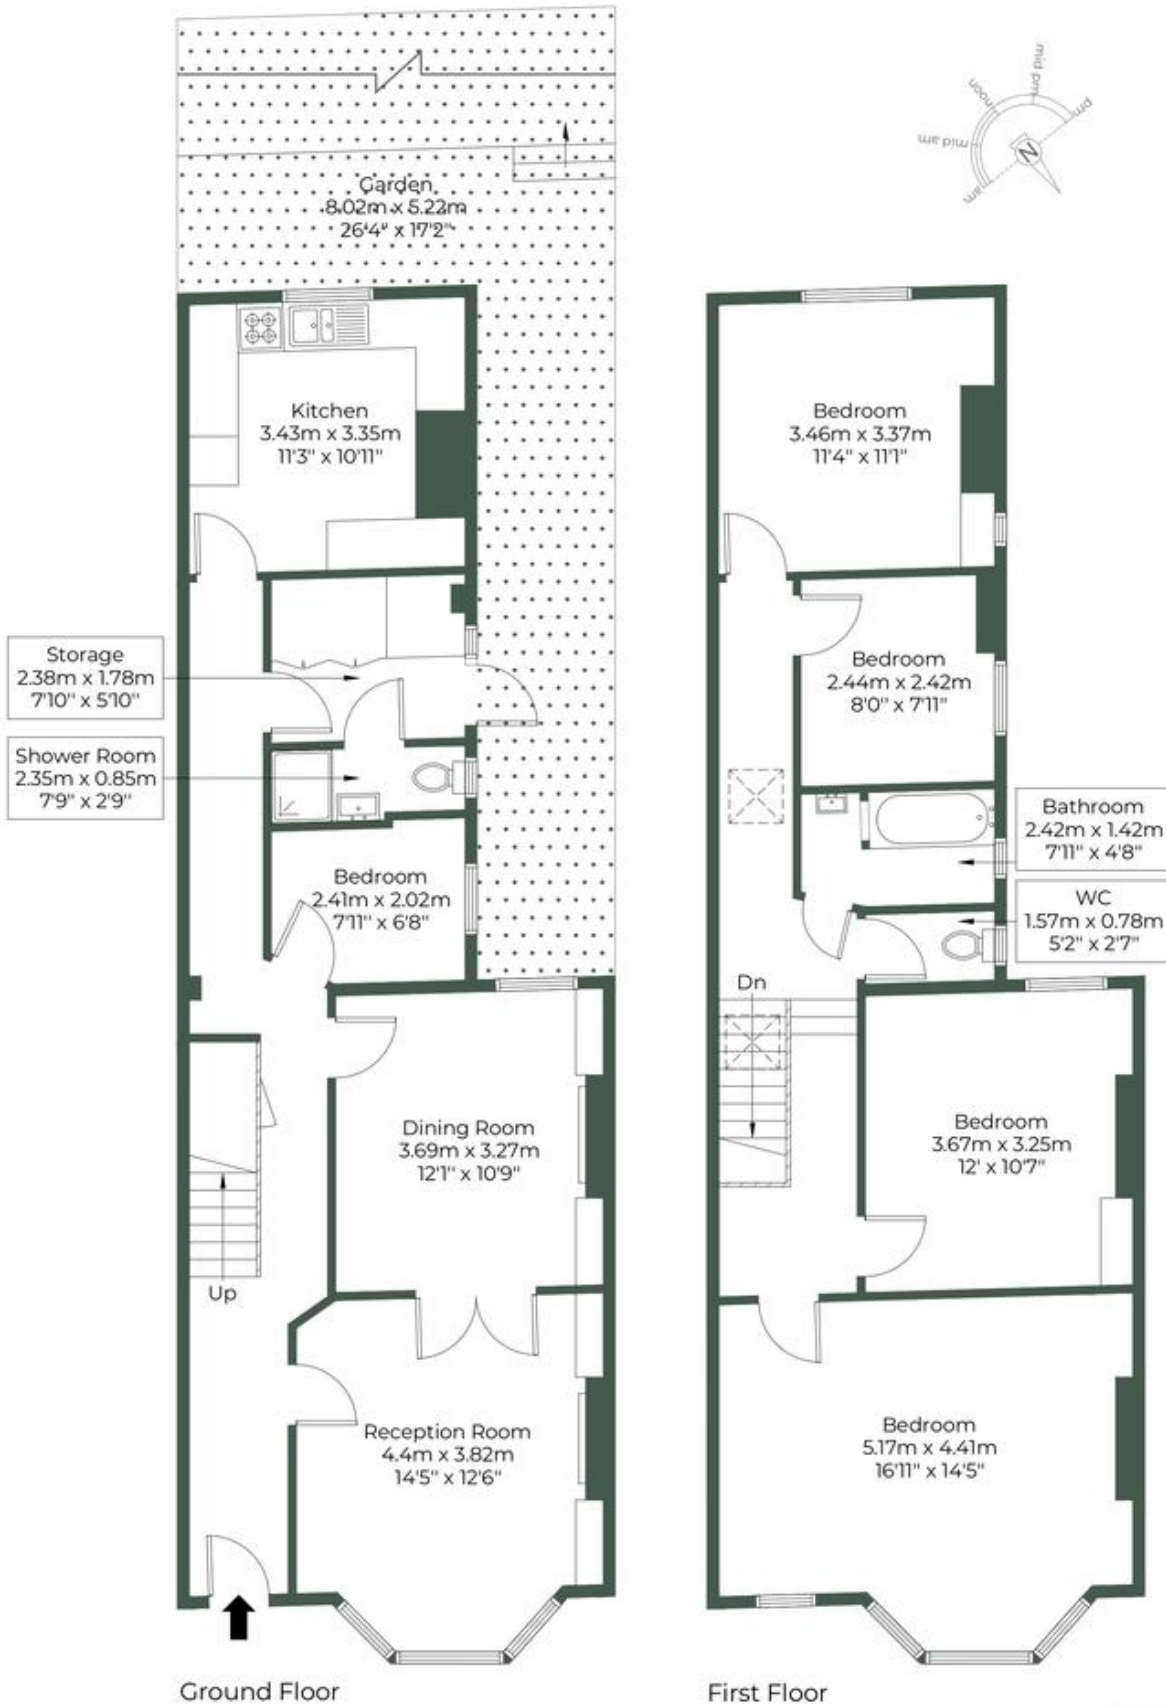 mid pm
noon
pm
mid am
am
N
Garden
8.02m x 5.22m
26'4" x 17'2"
Kitchen
3.43m x 3.35m
11'3" x 10'11"
Storage
2.38m x 1.78m
7'10" x 5'10"
Shower Room
2.35m x 0.85m
7'9" x 2'9"
Bedroom
2.41m x 2.02m
7'11" x 6'8"
Dining Room
3.69m x 3.27m
12'1" x 10'9"
Up
Reception Room
4.4m x 3.82m
14'5" x 12'6"
Ground Floor
Bedroom
3.46m x 3.37m
11'4" x 11'1"
Bedroom
2.44m x 2.42m
8'0" x 7'11"
Bathroom
2.42m x 1.42m
7'11" x 4'8"
WC
1.57m x 0.78m
5'2" x 2'7"
Dn
Bedroom
3.67m x 3.25m
12' x 10'7"
Bedroom
5.17m x 4.41m
16'11" x 14'5"
First Floor